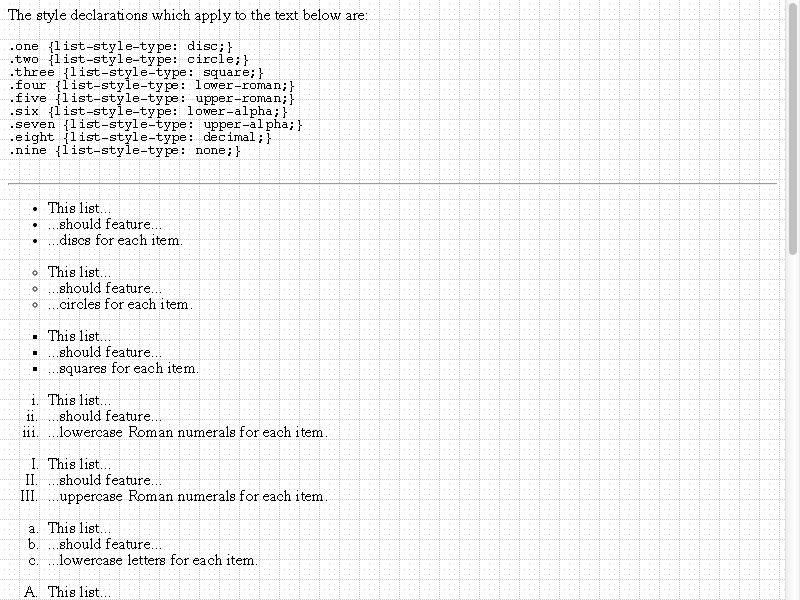 The style declarations which apply to the text below are:
.one {list-style-type: disc;}
.two {list-style-type: circle;}
.three {list-style-type: square;}
.four {list-style-type: lower-roman;}
.five {list-style-type: upper-roman;}
.six {list-style-type: lower-alpha;}
.seven {list-style-type: upper-alpha;}
.eight {list-style-type: decimal;}
.nine {list-style-type: none;}
• This list...
• ...should feature...
• ...discs for each item.
◦ This list...
◦ ...should feature...
◦ ...circles for each item.
▪ This list...
▪ ...should feature...
▪ ...squares for each item.
i. This list...
ii. ...should feature...
iii. ...lowercase Roman numerals for each item.
I. This list...
II. ...should feature...
III. ...uppercase Roman numerals for each item.
a. This list...
b. ...should feature...
c. ...lowercase letters for each item.
A. This list...